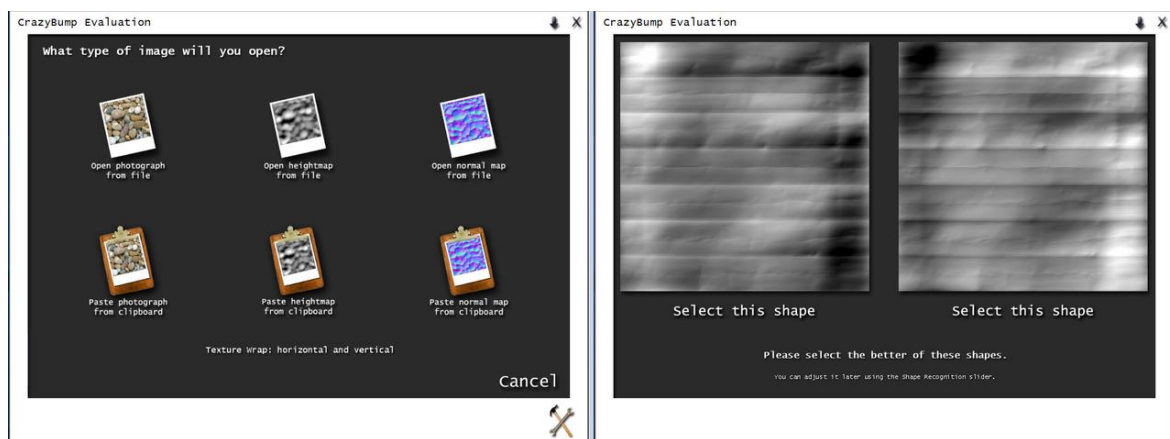 CrazyBump Evaluation
What type of image will you open?
Open photograph
from file
Open heightmap
from file
Open normal map
from file
Paste photograph
from clipboard
Paste heightmap
from clipboard
Paste normal map
from clipboard
Texture Wrap: horizontal and vertical
Cancel
CrazyBump Evaluation
Select this shape
Select this shape
Please select the better of these shapes.
You can adjust it later using the Shape Recognition slider.